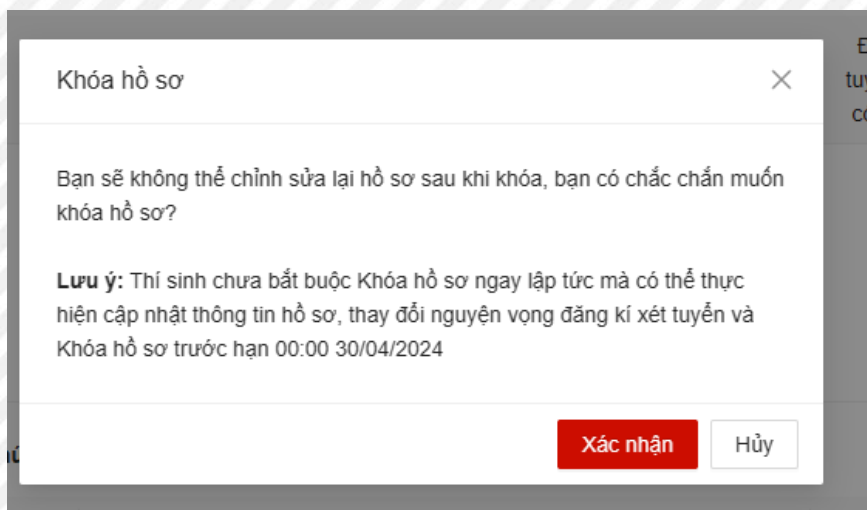 Khóa hồ sơ
Bạn sẽ không thể chỉnh sửa lại hồ sơ sau khi khóa, bạn có chắc chắn muốn
khóa hồ sơ?
Lưu ý: Thí sinh chưa bắt buộc Khóa hồ sơ ngay lập tức mà có thể thực
hiện cập nhật thông tin hồ sơ, thay đổi nguyện vọng đăng kí xét tuyển và
Khóa hồ sơ trước hạn 00:00 30/04/2024
Xác nhận Hủy